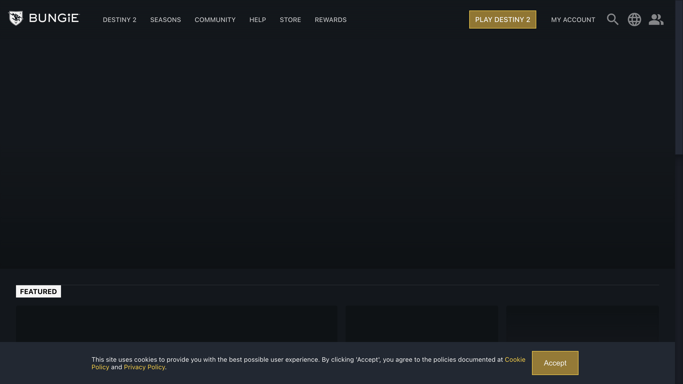 BUNGiE
DESTINY 2
SEASONS
COMMUNITY
HELP
STORE
REWARDS
PLAY DESTINY 2
MY ACCOUNT
FEATURED
This site uses cookies to provide you with the best possible user experience. By clicking 'Accept', you agree to the policies documented at Cookie
Policy and Privacy Policy.
Accept